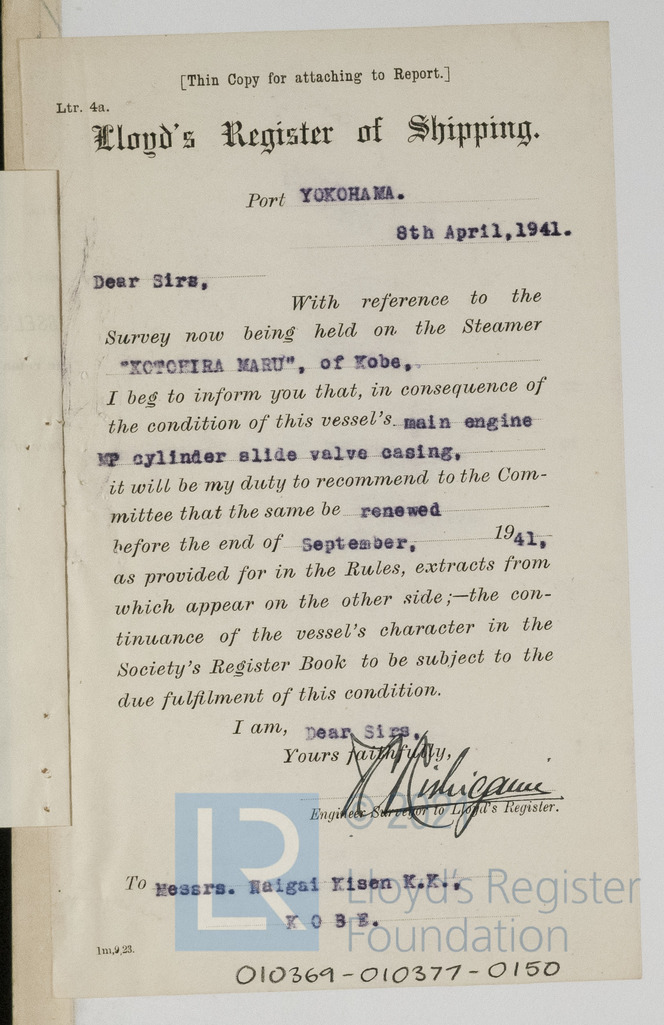 [Thin Copy for attaching to Report.]
Ltr. 4a.
Lloyd's Register of Shipping.
Port YOKOHAMA.
8th April, 1941.
Dear Sirs,
With reference to the
Survey now being held on the Steamer
"KOTOHIRA MARU", of Kobe,
I beg to inform you that, in consequence of
the condition of this vessel's main engine
MP cylinder slide valve casing,
it will be my duty to recommend to the Com-
mittee that the same be renewed
before the end of September, 1941,
as provided for in the Rules, extracts from
which appear on the other side;—the con-
tinuance of the vessel's character in the
Society's Register Book to be subject to the
due fulfilment of this condition.
I am, Dear Sirs,
Yours faithfully,
Engineer Surveyor to Lloyd's Register.
To Messrs. Naigai Kisen K.K.,
KOBE.
1m,9,23.
LR
Lloyd's Register
Foundation
010369-010377-0150